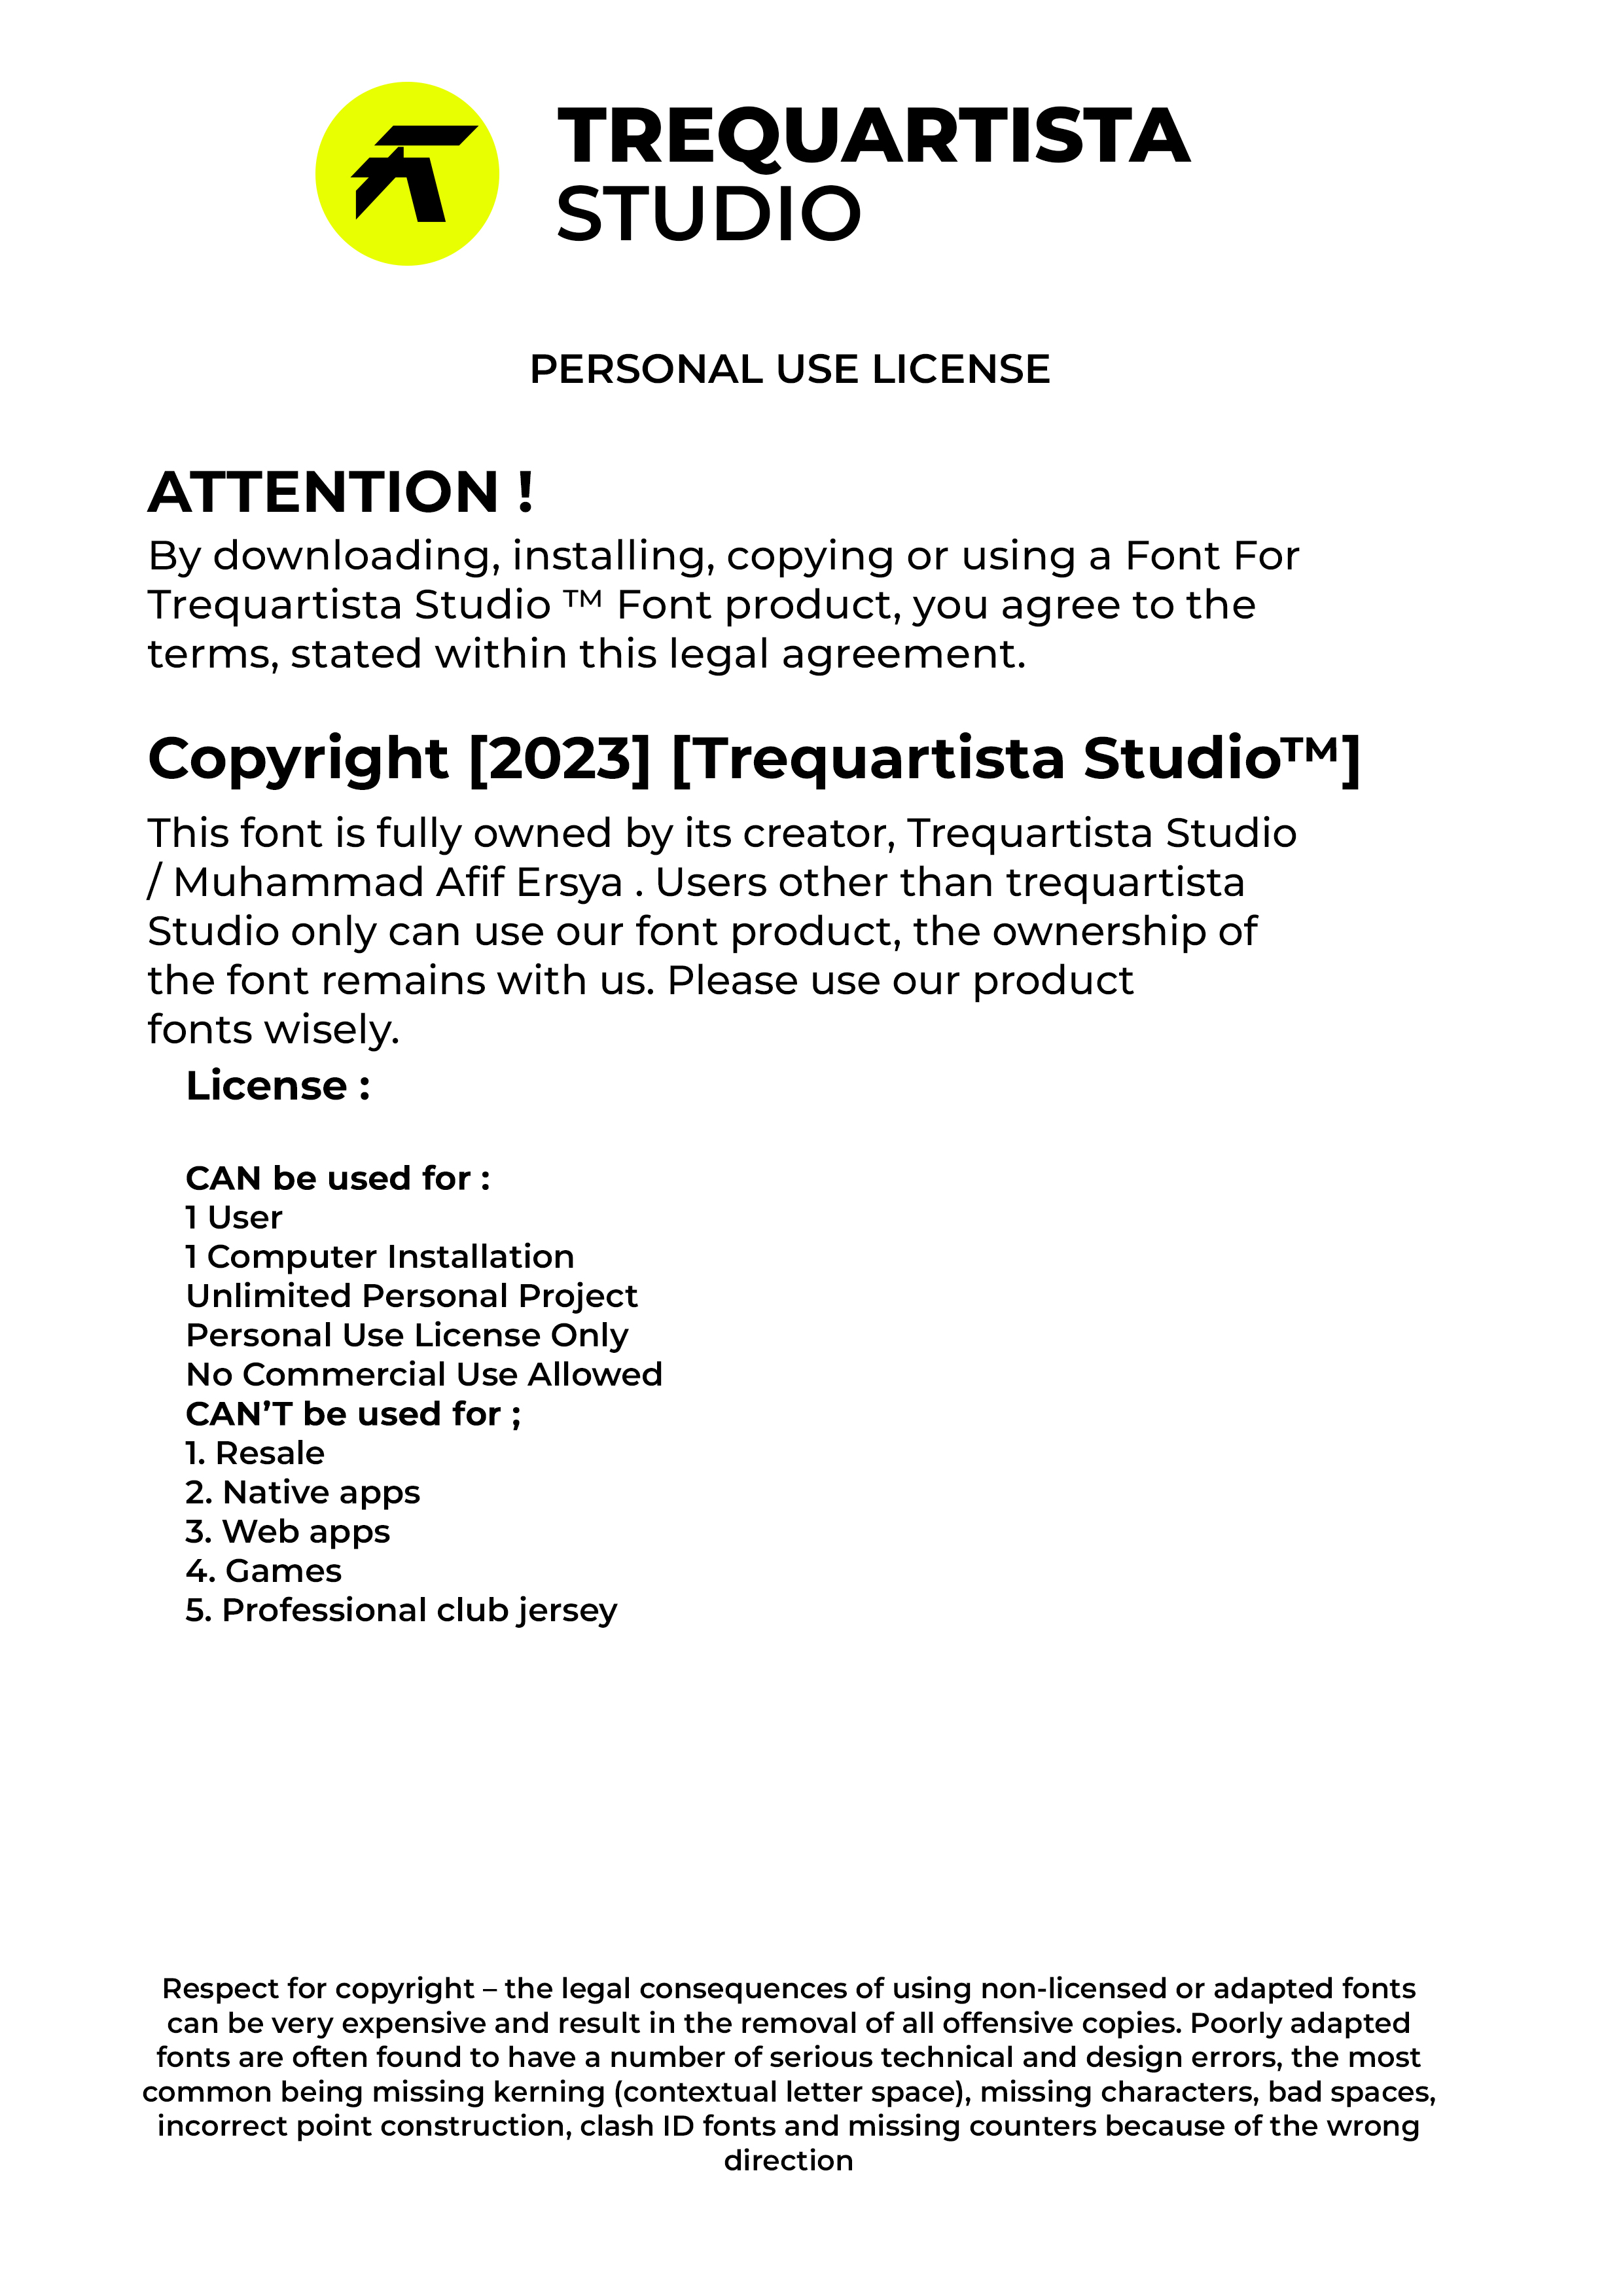 TREQUARTISTA
STUDIO
PERSONAL USE LICENSE
ATTENTION !
By downloading, installing, copying or using a Font For
Trequartista Studio ™ Font product, you agree to the
terms, stated within this legal agreement.
Copyright [2023] [Trequartista Studio™]
This font is fully owned by its creator, Trequartista Studio
/ Muhammad Afif Ersya . Users other than trequartista
Studio only can use our font product, the ownership of
the font remains with us. Please use our product
fonts wisely.
License :
CAN be used for :
1 User
1 Computer Installation
Unlimited Personal Project
Personal Use License Only
No Commercial Use Allowed
CAN’T be used for ;
1. Resale
2. Native apps
3. Web apps
4. Games
5. Professional club jersey
Respect for copyright – the legal consequences of using non-licensed or adapted fonts
can be very expensive and result in the removal of all offensive copies. Poorly adapted
fonts are often found to have a number of serious technical and design errors, the most
common being missing kerning (contextual letter space), missing characters, bad spaces,
incorrect point construction, clash ID fonts and missing counters because of the wrong
direction